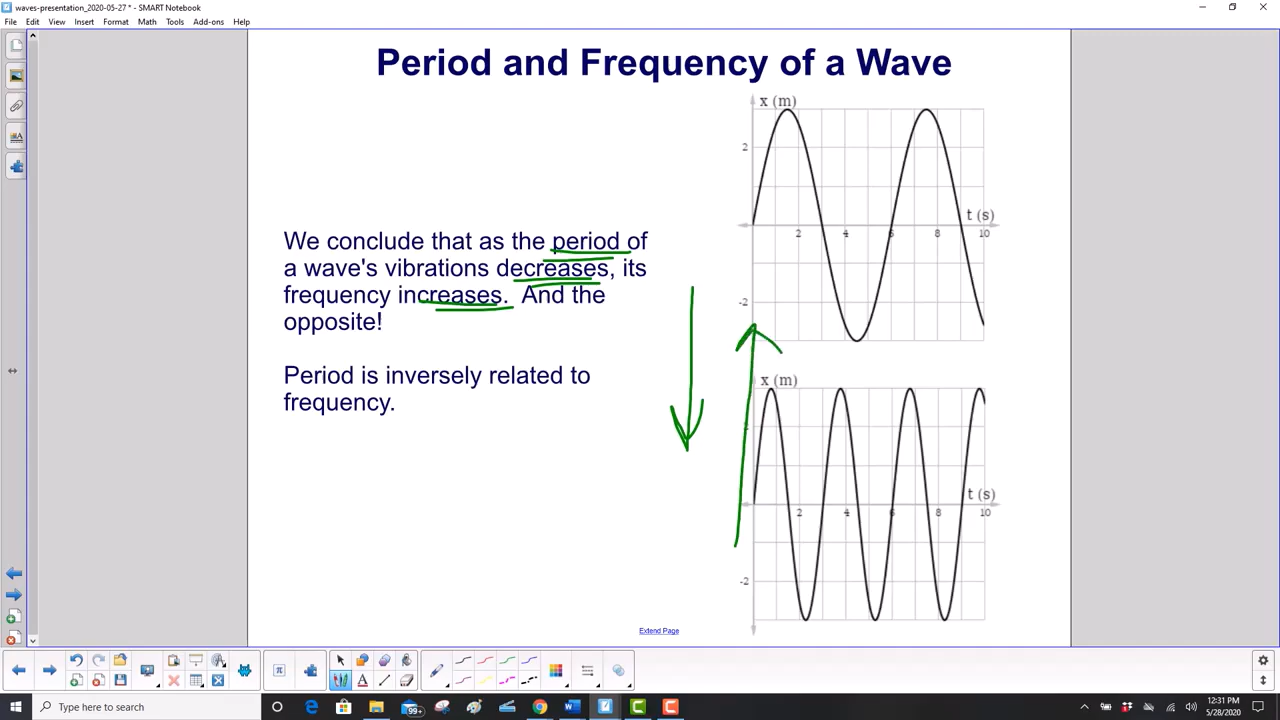 waves-presentation_2020-05-27 * - SMART Notebook
File Edit View Insert Format Math Tools Add-ons Help
Period and Frequency of a Wave
We conclude that as the period of
a wave's vibrations decreases, its
frequency increases. And the
opposite!
Period is inversely related to
frequency.
x (m)
2
t (s)
2 4 6 8 10
-2
x (m)
t (s)
2 4 6 8 10
-2
Extend Page
Type here to search
99+
12:31 PM
5/28/2020